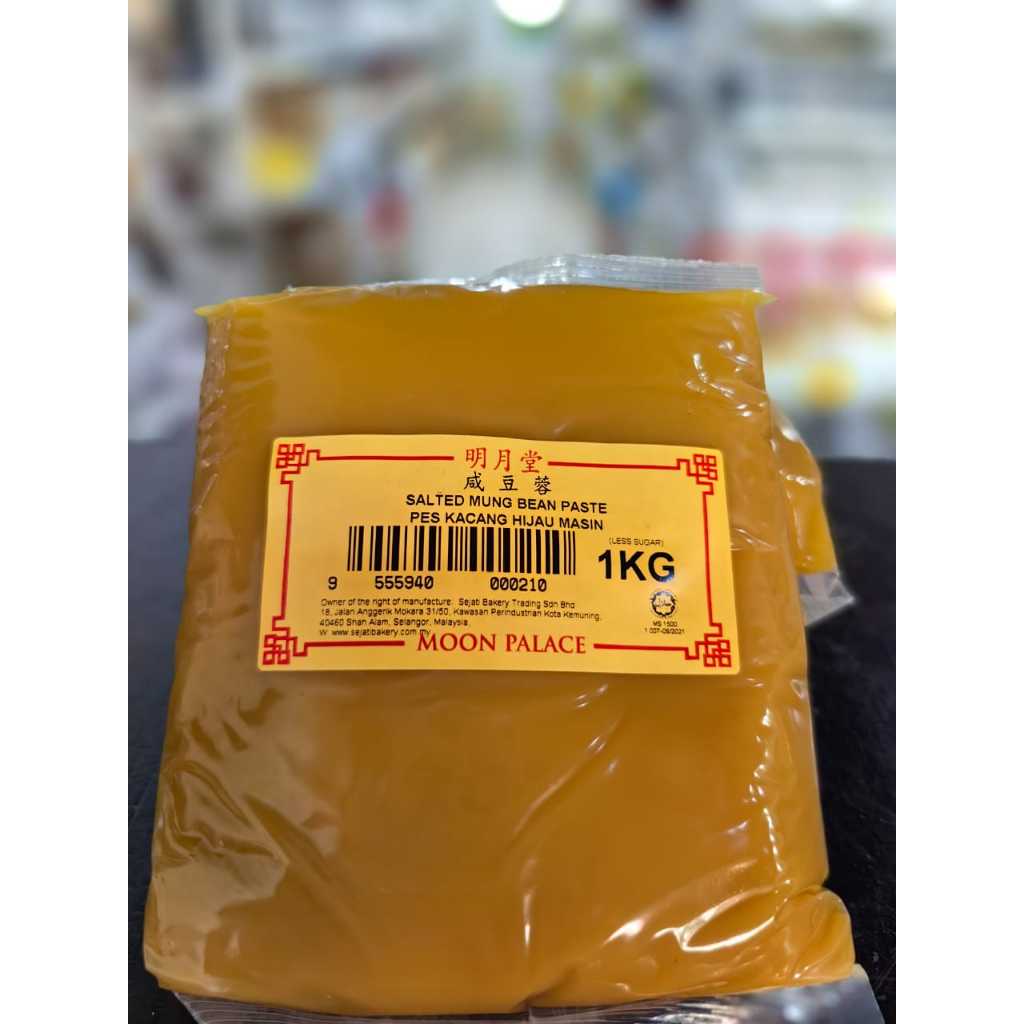 明月堂
咸豆蓉
SALTED MUNG BEAN PASTE
PES KACANG HIJAU MASIN
(LESS SUGAR)
1KG
9 555940 000210
Owner of the right of manufacture: Sejati Bakery Trading Sdn Bhd
18, Jalan Anggerik Mokara 31/50, Kawasan Perindustrian Kota Kemuning,
40460 Shah Alam, Selangor, Malaysia,
W www.sejatibakery.com.my
MS 1500
1 007-09/2021
MOON PALACE